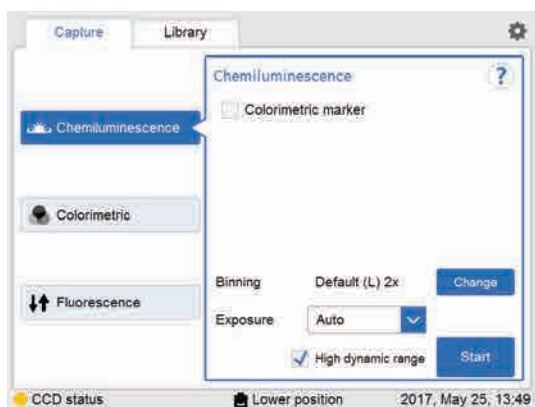 Capture Library
Chemiluminescence ?
Colorimetric marker
Chemiluminescence
Colorimetric
Fluorescence
Binning Default (L) 2x Change
Exposure Auto
High dynamic range Start
CCD status Lower position 2017, May 25, 13:49